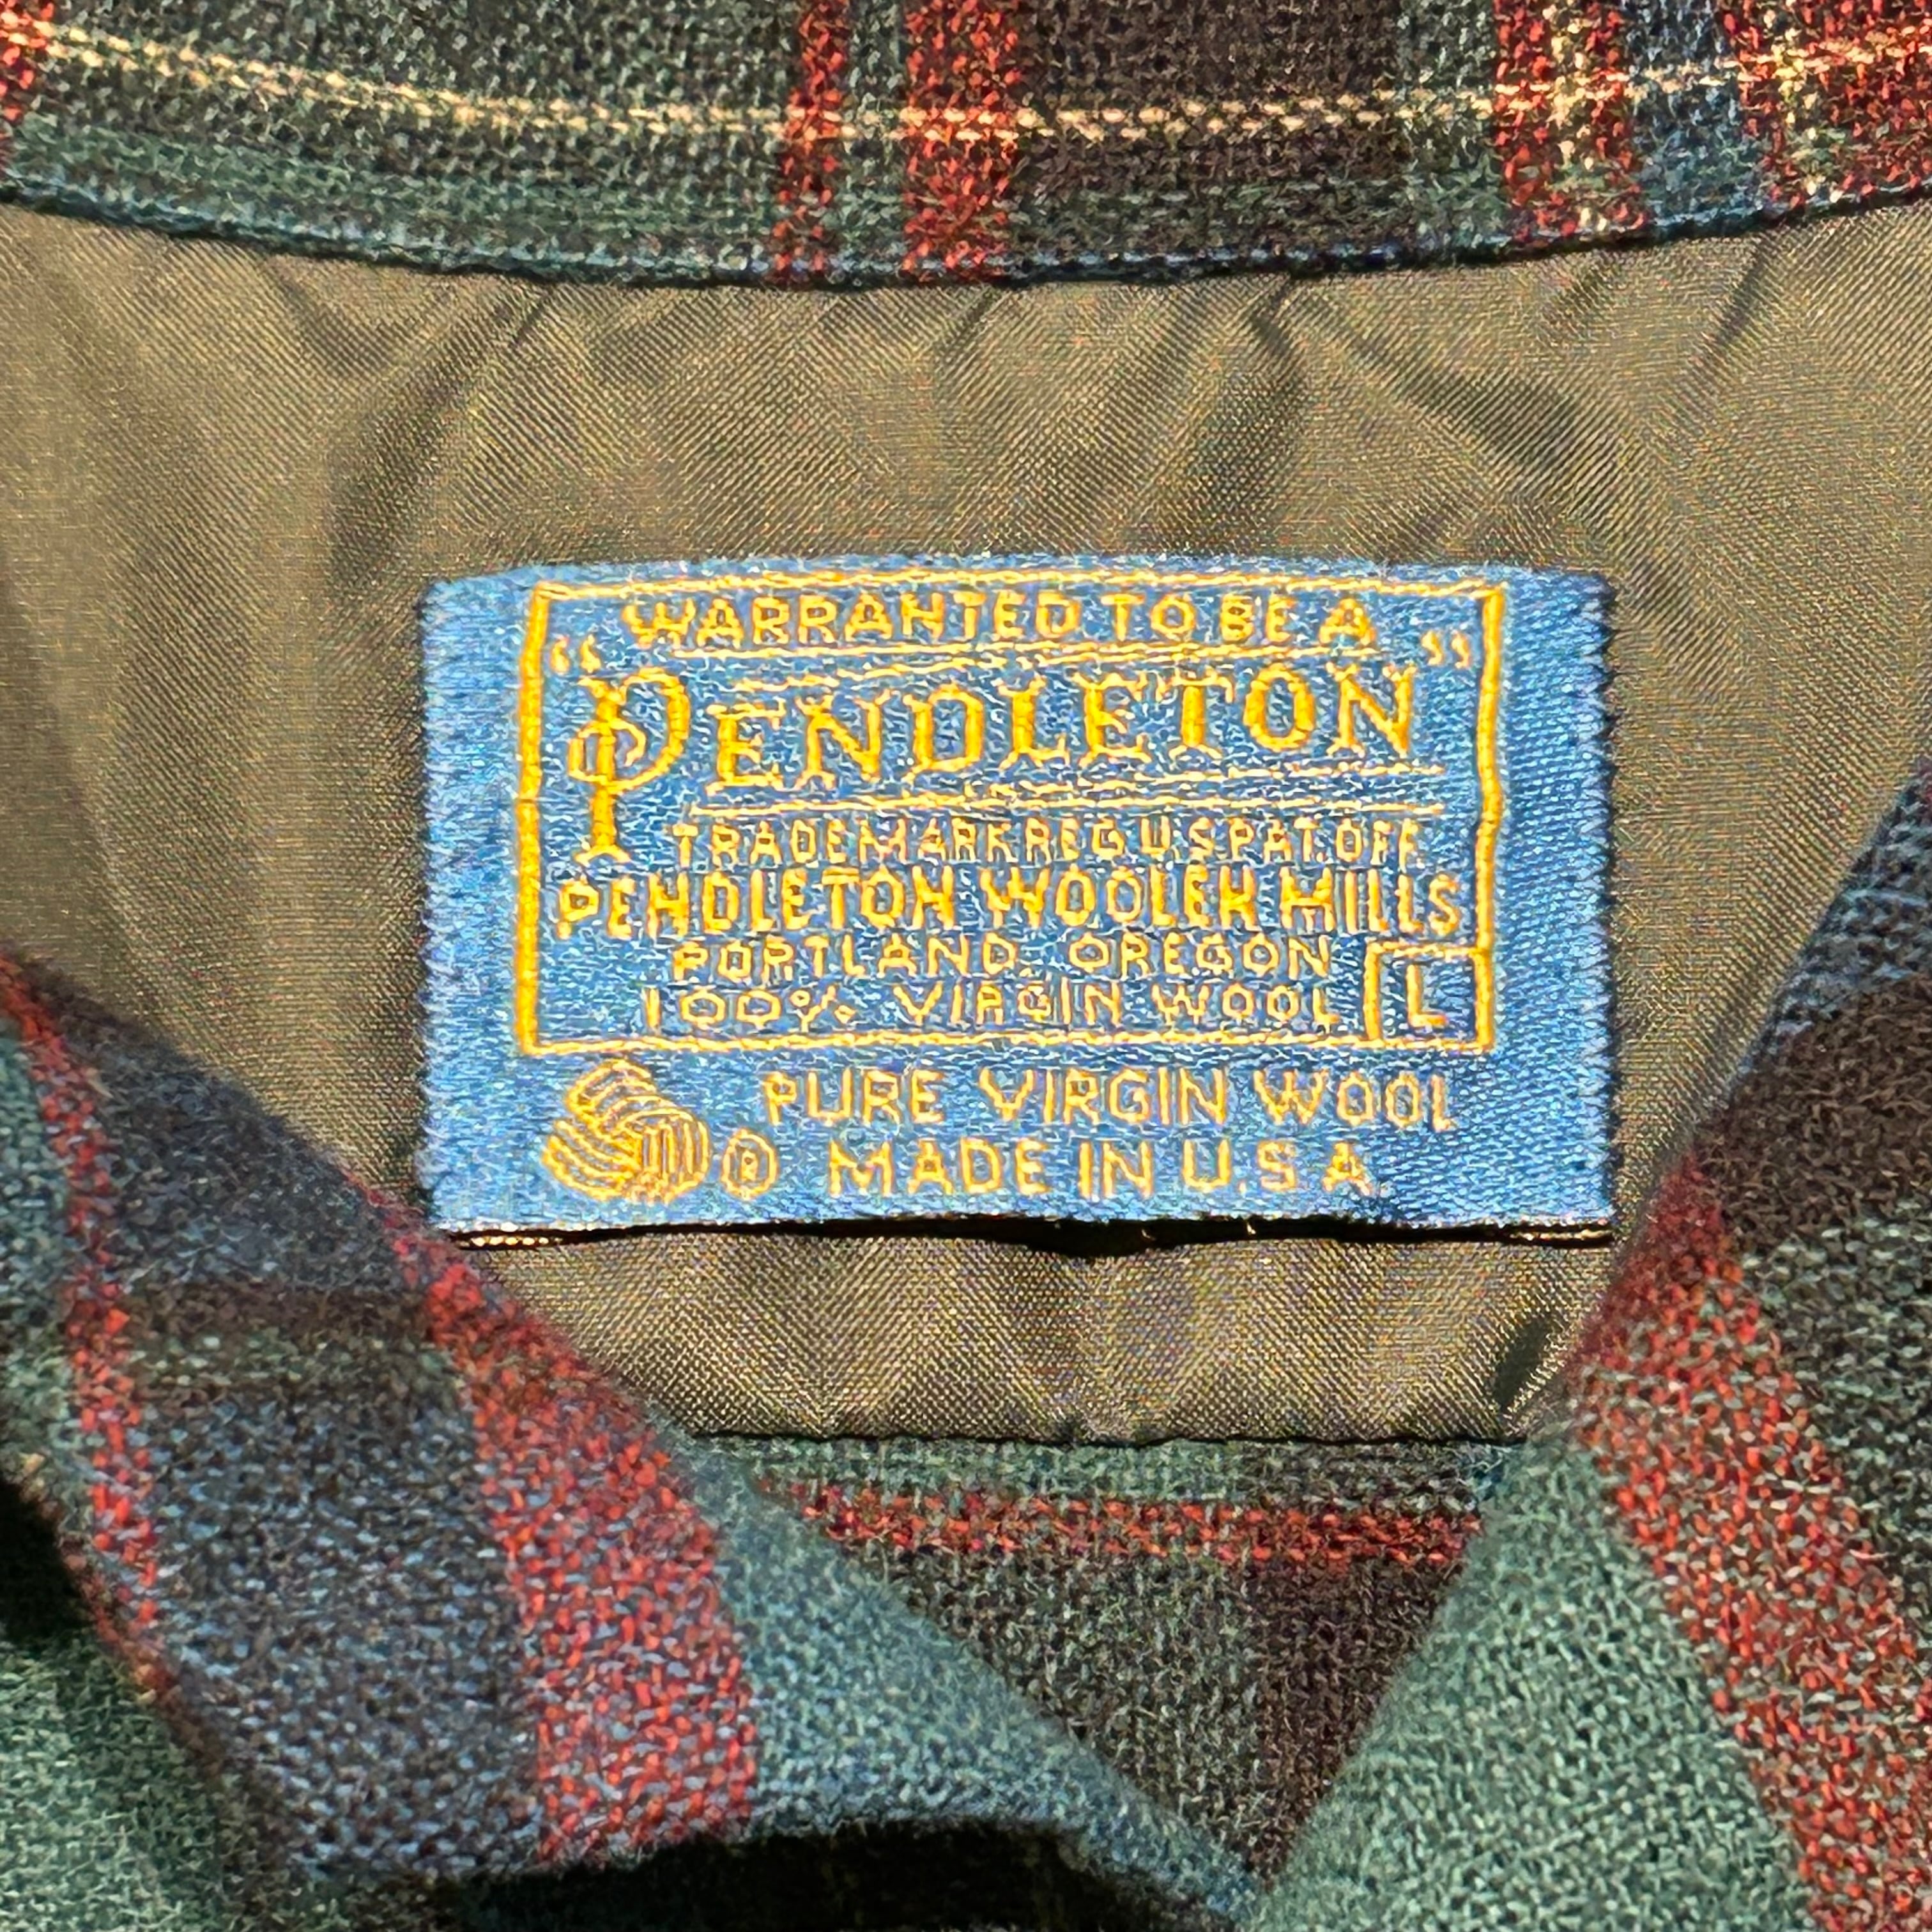 WARRANTED TO BE A
"PENDLETON"
TRADEMARK REG U.S. PAT. OFF.
PENDLETON WOOLEN MILLS
PORTLAND, OREGON
100% VIRGIN WOOL L
PURE VIRGIN WOOL
® MADE IN U.S.A.